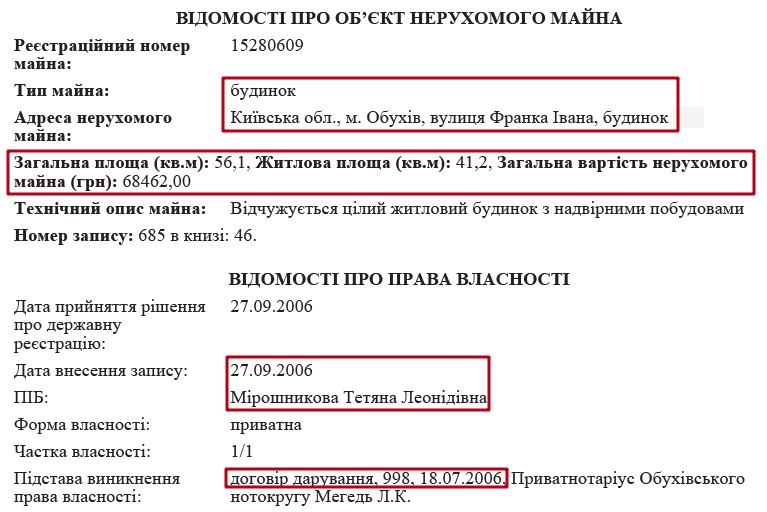 ВІДОМОСТІ ПРО ОБ’ЄКТ НЕРУХОМОГО МАЙНА
Реєстраційний номер майна: 15280609
Тип майна: будинок
Адреса нерухомого майна: Київська обл., м. Обухів, вулиця Франка Івана, будинок
Загальна площа (кв.м): 56,1, Житлова площа (кв.м): 41,2, Загальна вартість нерухомого
майна (грн): 68462,00
Технічний опис майна: Відчужується цілий житловий будинок з надвірними побудовами
Номер запису: 685 в книзі: 46.
ВІДОМОСТІ ПРО ПРАВА ВЛАСНОСТІ
Дата прийняття рішення про державну реєстрацію: 27.09.2006
Дата внесення запису: 27.09.2006
ПІБ: Мірошникова Тетяна Леонідівна
Форма власності: приватна
Частка власності: 1/1
Підстава виникнення права власності: договір дарування, 998, 18.07.2006, Приватнотаріус Обухівського
нотокругу Мегедь Л.К.